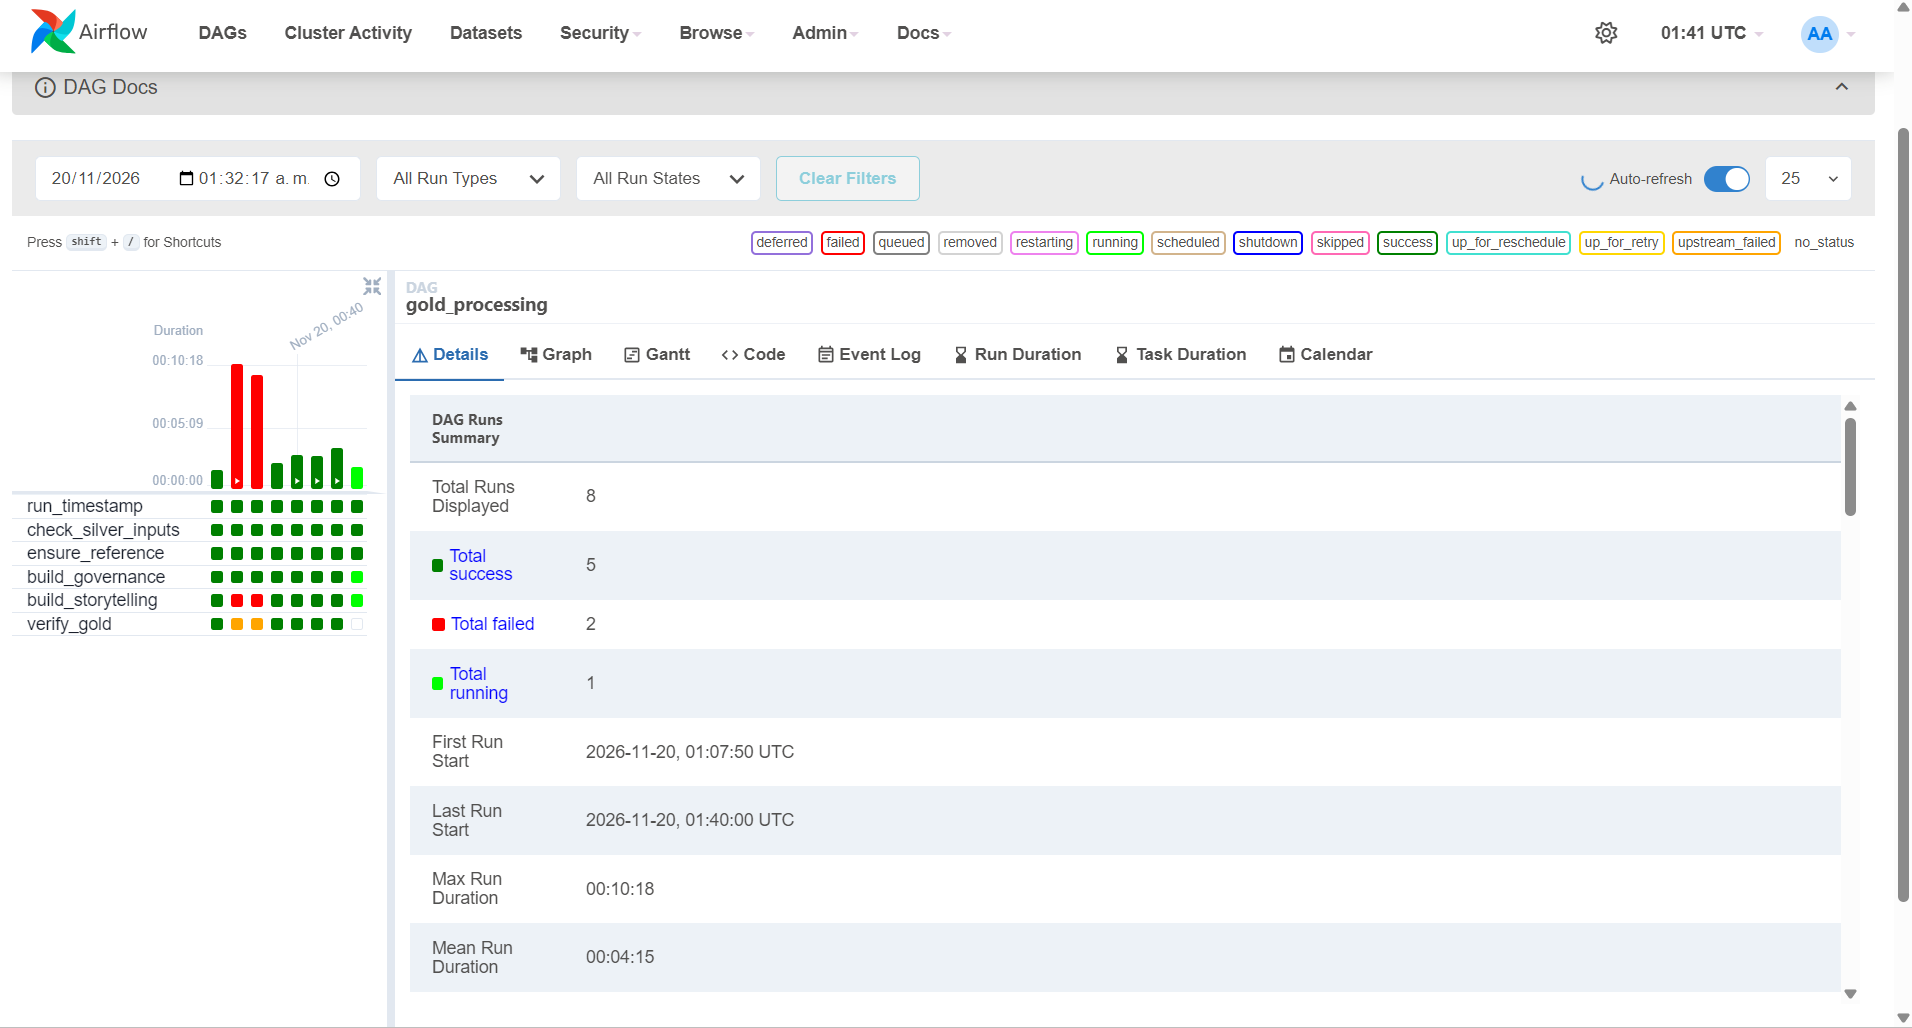 Airflow DAGs Cluster Activity Datasets Security Browse Admin Docs 01:41 UTC AA
DAG Docs
20/11/2026 01:32:17 a. m. All Run Types All Run States Clear Filters Auto-refresh 25
Press shift + / for Shortcuts deferred failed queued removed restarting running scheduled shutdown skipped success up_for_reschedule up_for_retry upstream_failed no_status
Duration
Nov 20, 00:40
00:10:18
00:05:09
00:00:00
run_timestamp
check_silver_inputs
ensure_reference
build_governance
build_storytelling
verify_gold
DAG
gold_processing
Details Graph Gantt Code Event Log Run Duration Task Duration Calendar
DAG Runs
Summary
Total Runs
Displayed
8
Total
success
5
Total failed 2
Total
running
1
First Run
Start
2026-11-20, 01:07:50 UTC
Last Run
Start
2026-11-20, 01:40:00 UTC
Max Run
Duration
00:10:18
Mean Run
Duration
00:04:15